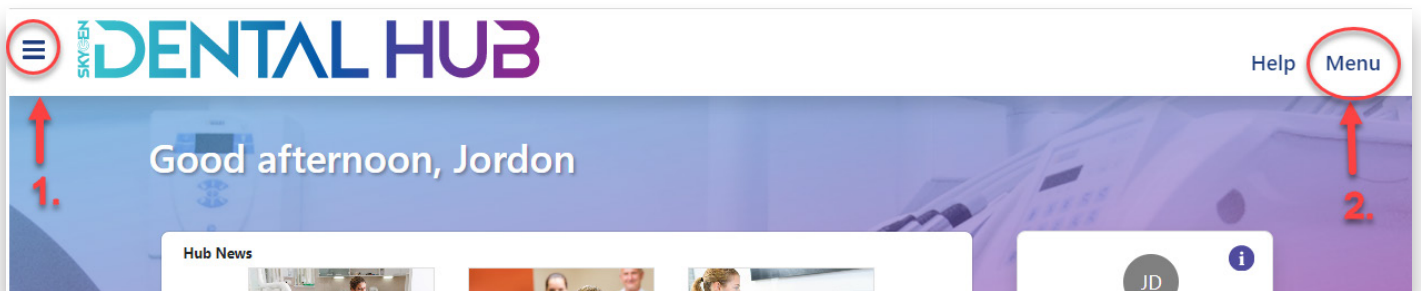 SKYGEN DENTAL HUB
Help Menu
Good afternoon, Jordon
1.
2.
Hub News
i
JD